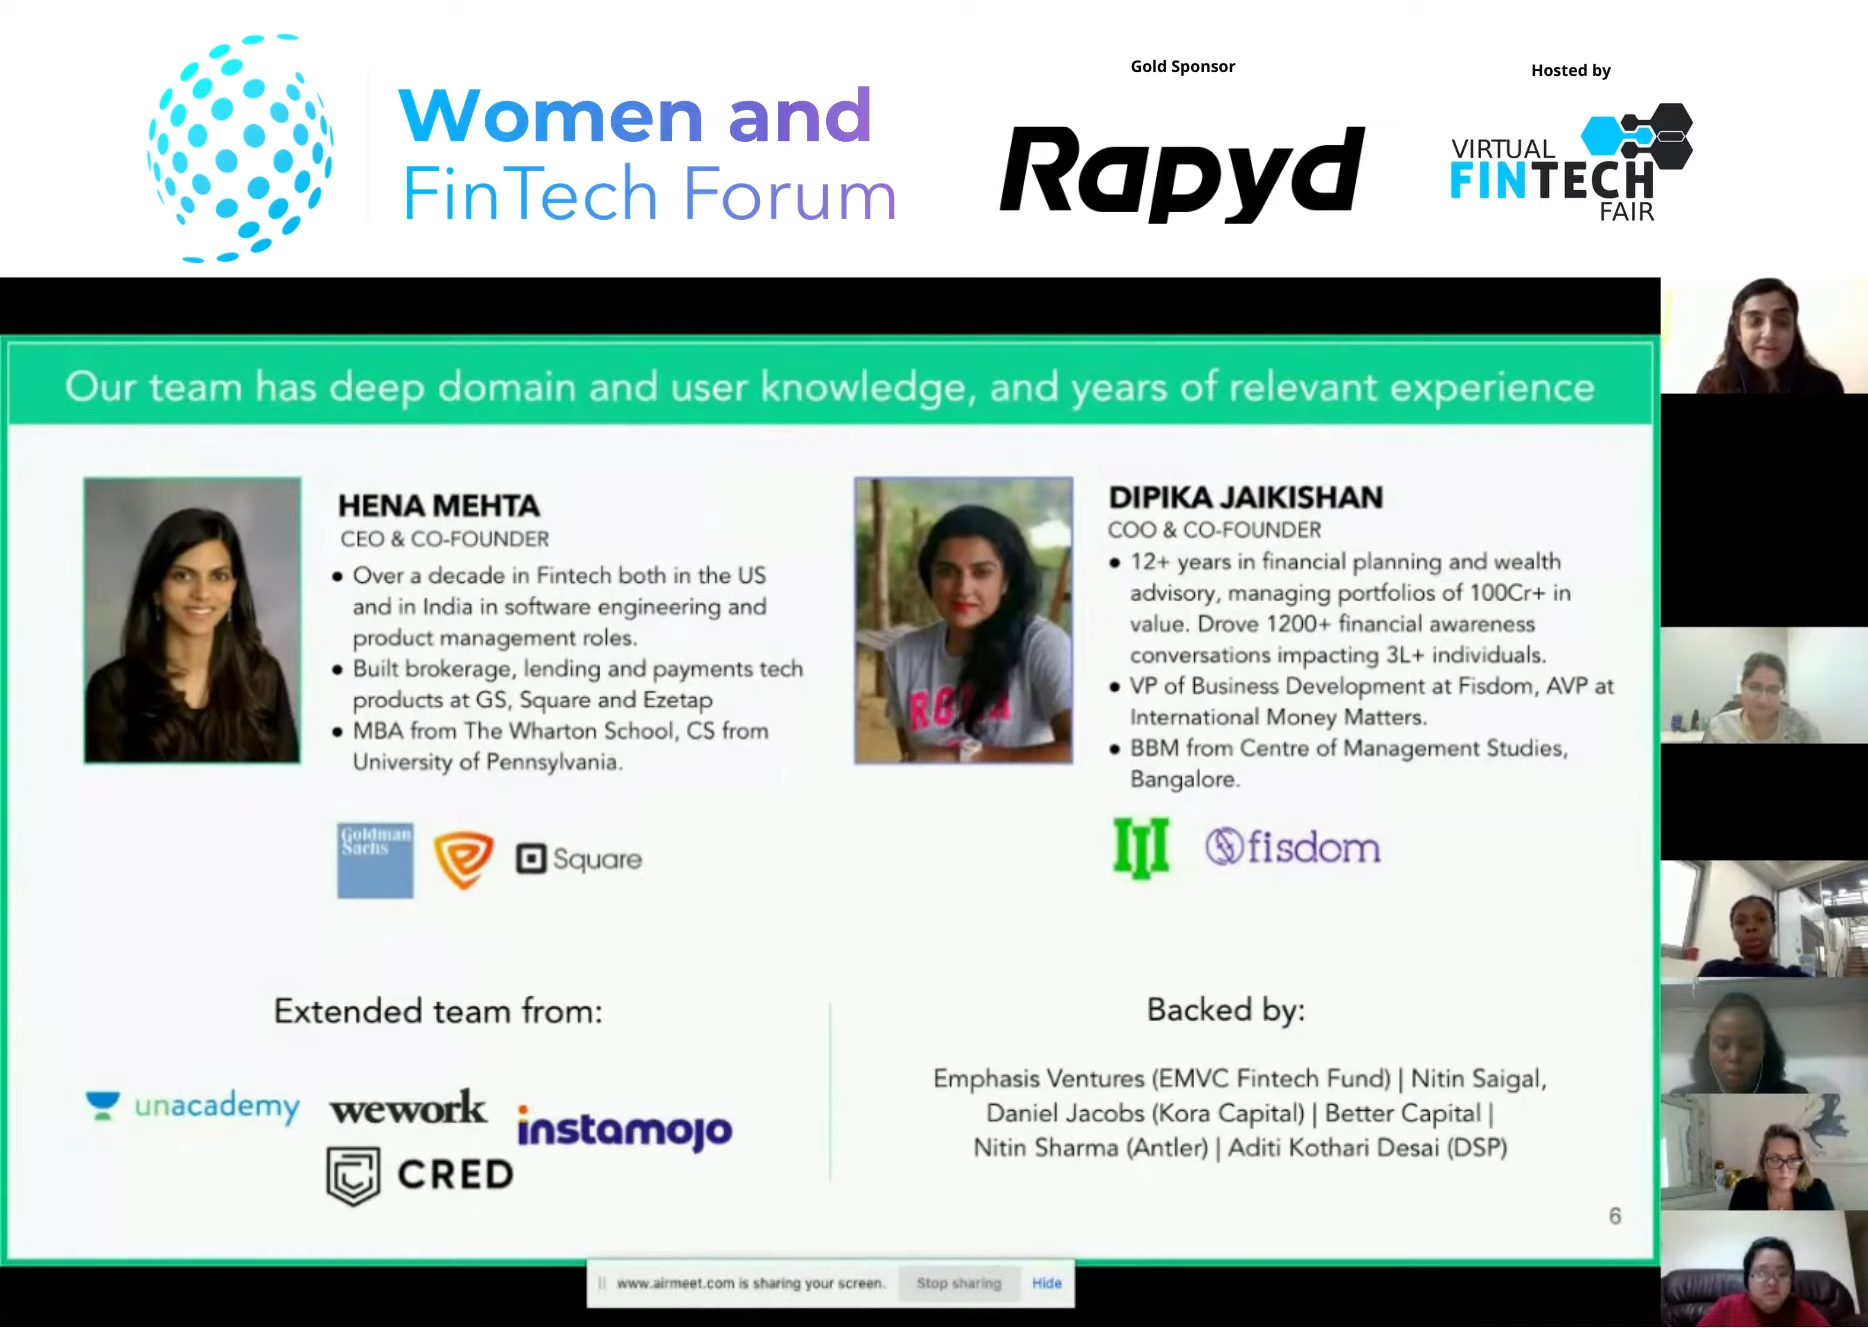 Women and
FinTech Forum
Gold Sponsor
Rapyd
Hosted by
VIRTUAL
FINTECH
FAIR
Our team has deep domain and user knowledge, and years of relevant experience
HENA MEHTA
CEO & CO-FOUNDER
● Over a decade in Fintech both in the US
and in India in software engineering and
product management roles.
● Built brokerage, lending and payments tech
products at GS, Square and Ezetap
● MBA from The Wharton School, CS from
University of Pennsylvania.
Goldman
Sachs
Square
DIPIKA JAIKISHAN
COO & CO-FOUNDER
● 12+ years in financial planning and wealth
advisory, managing portfolios of 100Cr+ in
value. Drove 1200+ financial awareness
conversations impacting 3L+ individuals.
● VP of Business Development at Fisdom, AVP at
International Money Matters.
● BBM from Centre of Management Studies,
Bangalore.
fisdom
Extended team from:
unacademy
wework
instamojo
CRED
Backed by:
Emphasis Ventures (EMVC Fintech Fund) | Nitin Saigal,
Daniel Jacobs (Kora Capital) | Better Capital |
Nitin Sharma (Antler) | Aditi Kothari Desai (DSP)
6
www.airmeet.com is sharing your screen.
Stop sharing
Hide